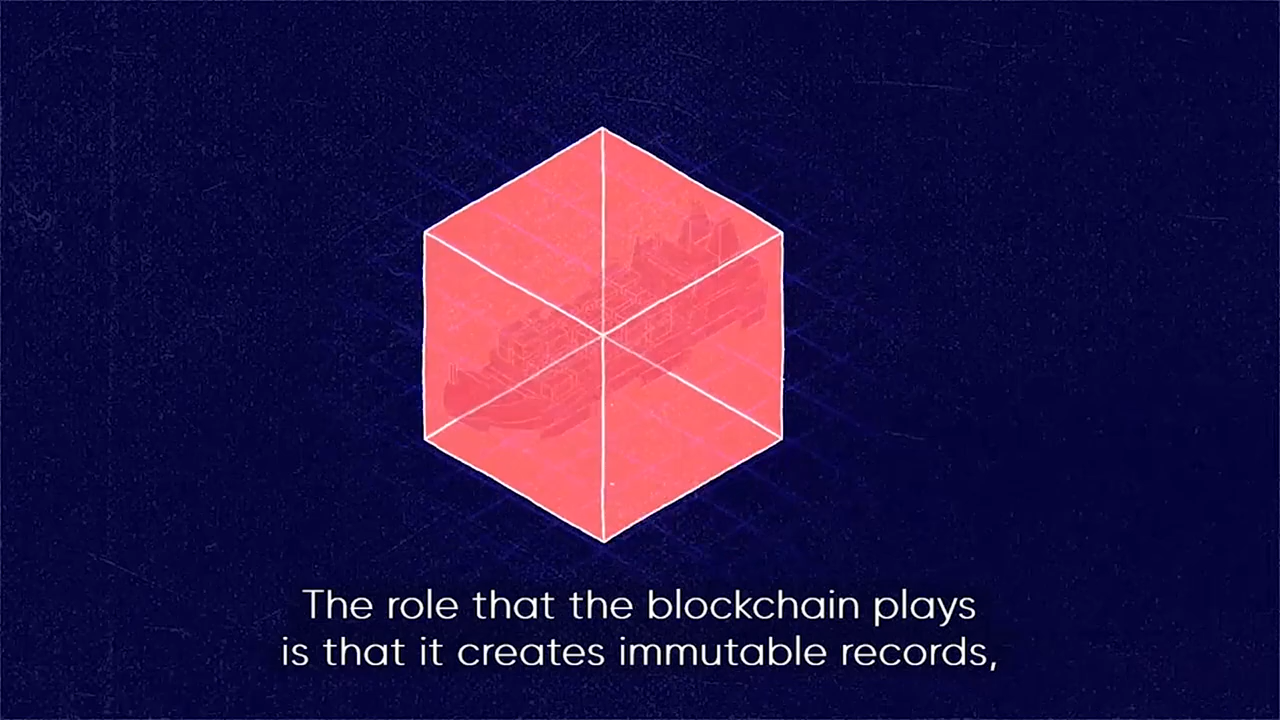 The role that the blockchain plays
is that it creates immutable records,